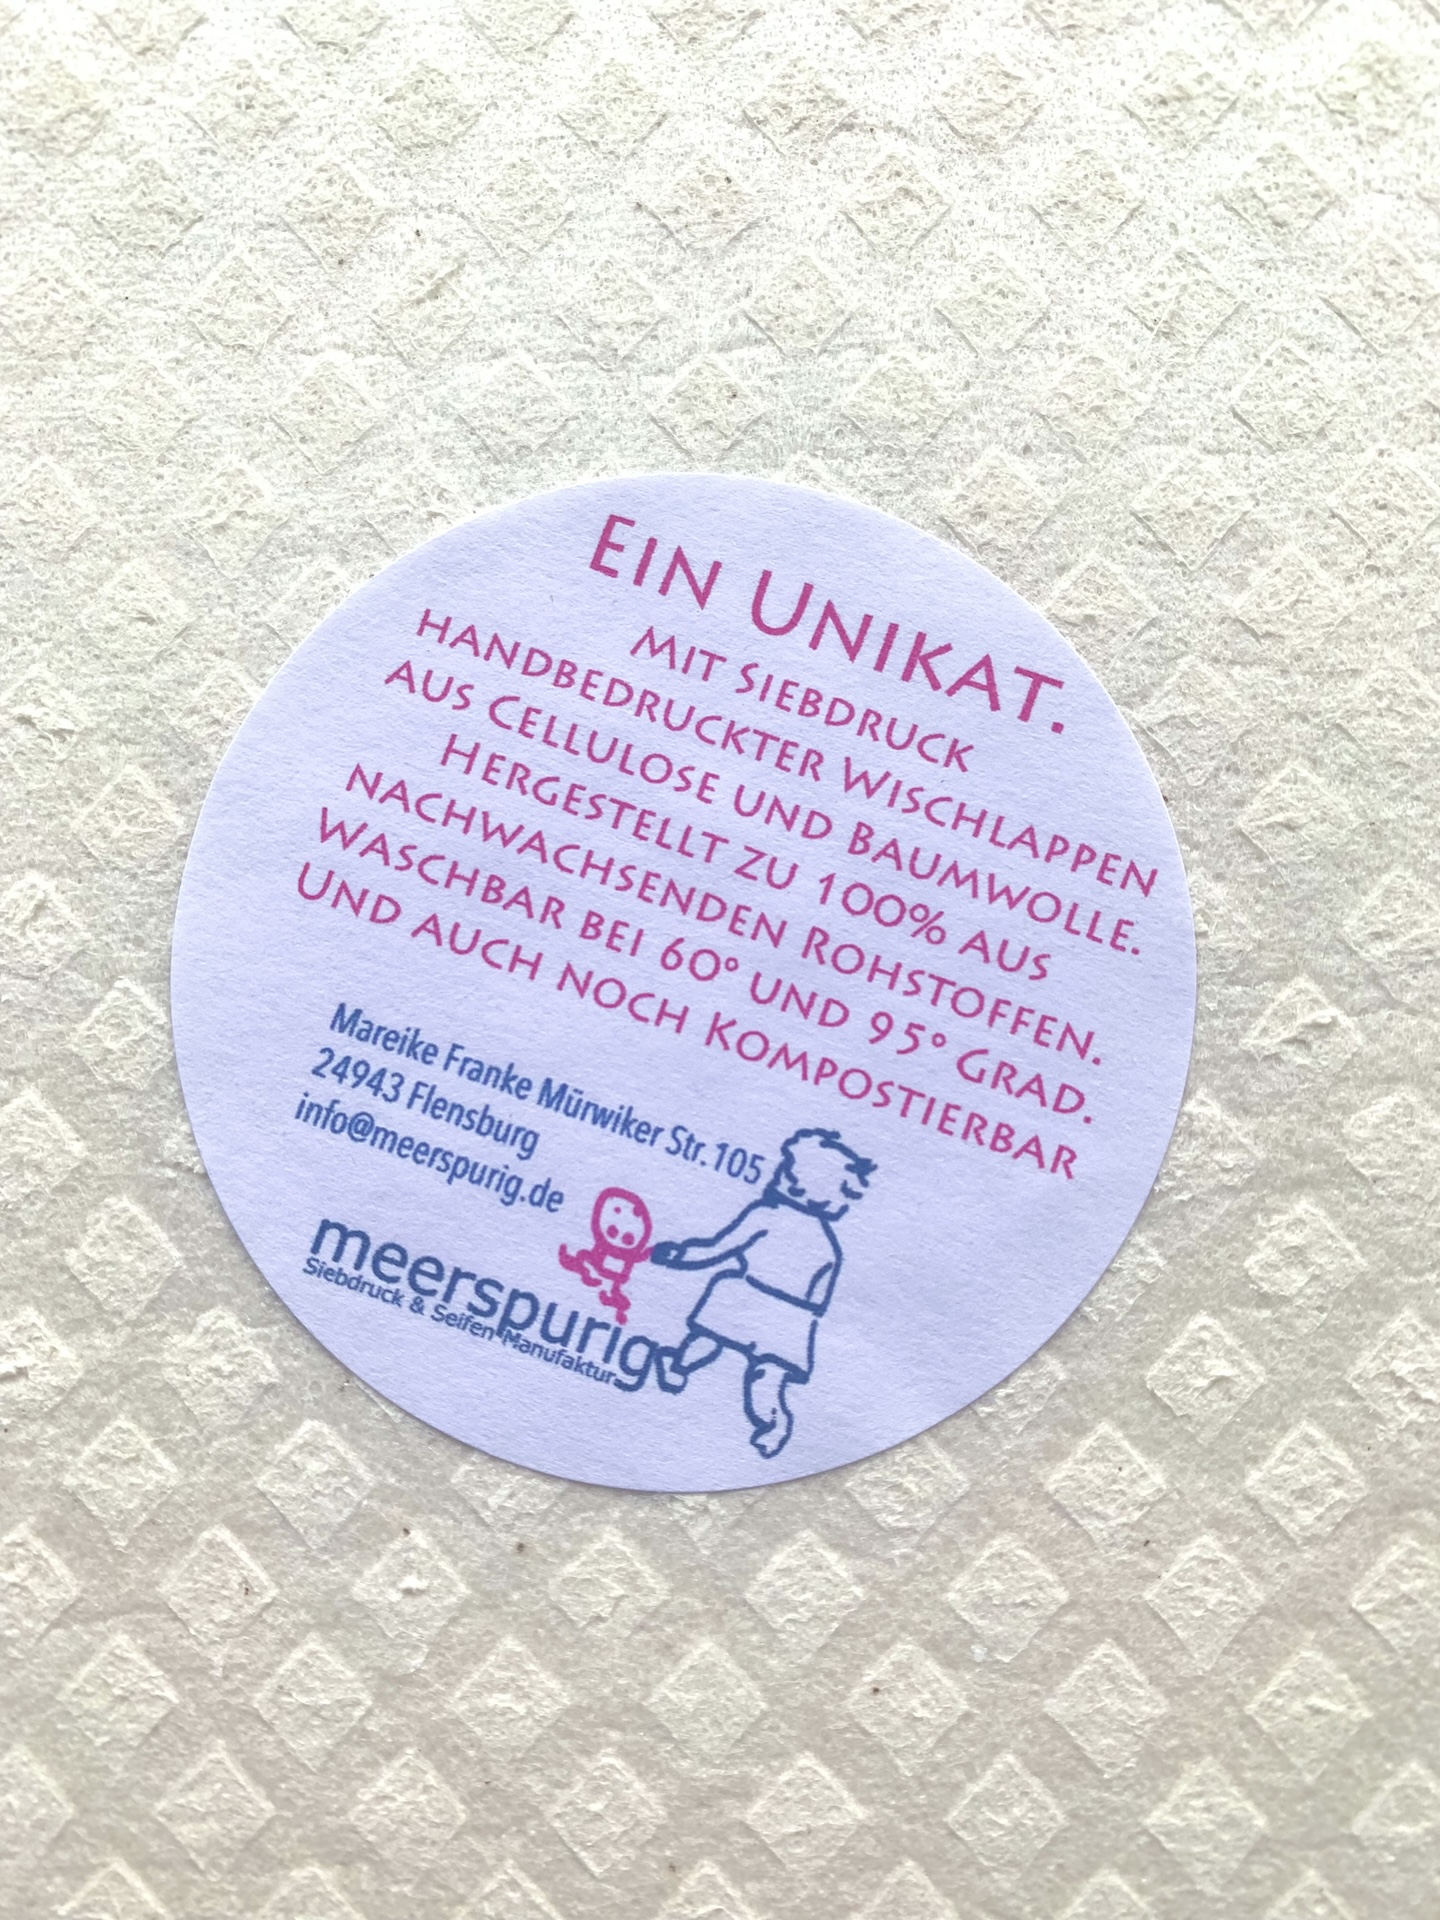 EIN UNIKAT.
MIT SIEBDRUCK
HANDBEDRUCKTER WISCHLAPPEN
AUS CELLULOSE UND BAUMWOLLE.
HERGESTELLT ZU 100% AUS
NACHWACHSENDEN ROHSTOFFEN.
WASCHBAR BEI 60° UND 95° GRAD.
UND AUCH NOCH KOMPOSTIERBAR
Mareike Franke Mürwiker Str.105
24943 Flensburg
info@meerspurig.de
meerspurig
Siebdruck & Seifen Manufaktur